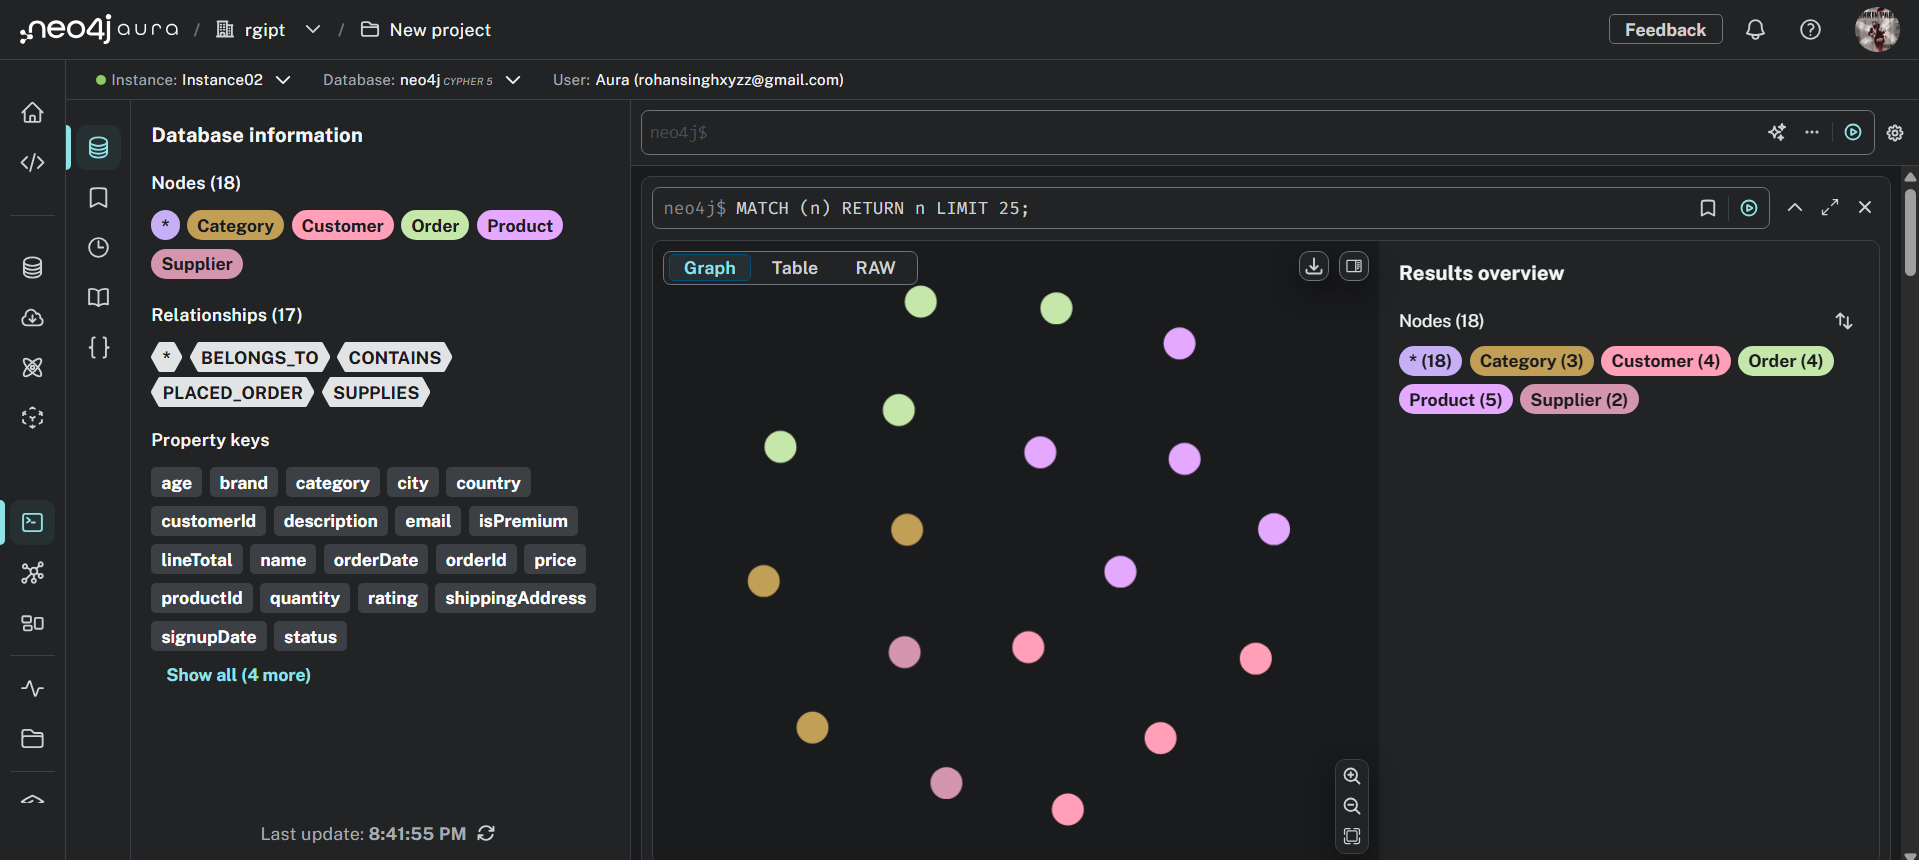 neo4j aura / rgipt / New project Feedback
Instance: Instance02 Database: neo4j CYPHER 5 User: Aura (rohansinghxyzz@gmail.com)
Database information
Nodes (18)
* Category Customer Order Product
Supplier
Relationships (17)
* BELONGS_TO CONTAINS
PLACED_ORDER SUPPLIES
Property keys
age brand category city country
customerId description email isPremium
lineTotal name orderDate orderId price
productId quantity rating shippingAddress
signupDate status
Show all (4 more)
Last update: 8:41:55 PM
neo4j$
neo4j$ MATCH (n) RETURN n LIMIT 25;
Graph Table RAW
Results overview
Nodes (18)
* (18) Category (3) Customer (4) Order (4)
Product (5) Supplier (2)